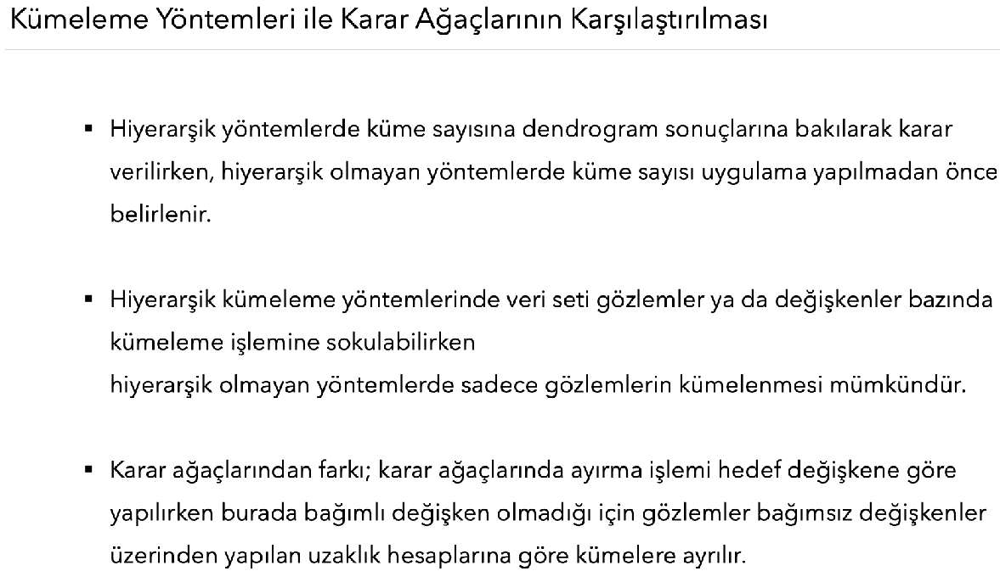 Kümeleme Yöntemleri ile Karar Ağaçlarının Karşılaştırılması
▪ Hiyerarşik yöntemlerde küme sayısına dendrogram sonuçlarına bakılarak karar
verilirken, hiyerarşik olmayan yöntemlerde küme sayısı uygulama yapılmadan önce
belirlenir.
▪ Hiyerarşik kümeleme yöntemlerinde veri seti gözlemler ya da değişkenler bazında
kümeleme işlemine sokulabilirken
hiyerarşik olmayan yöntemlerde sadece gözlemlerin kümelenmesi mümkündür.
▪ Karar ağaçlarından farkı; karar ağaçlarında ayırma işlemi hedef değişkene göre
yapılırken burada bağımlı değişken olmadığı için gözlemler bağımsız değişkenler
üzerinden yapılan uzaklık hesaplarına göre kümelere ayrılır.